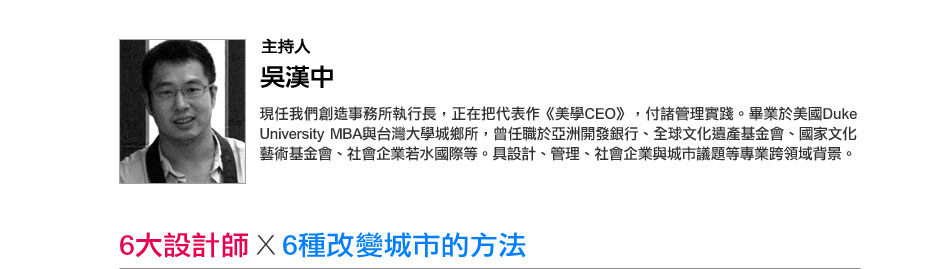 主持人
吳漢中
現任我們創造事務所執行長，正在把代表作《美學CEO》，付諸管理實踐。畢業於美國Duke
University MBA與台灣大學城鄉所，曾任職於亞洲開發銀行、全球文化遺產基金會、國家文化
藝術基金會、社會企業若水國際等。具設計、管理、社會企業與城市議題等專業跨領域背景。
6大設計師 X 6種改變城市的方法